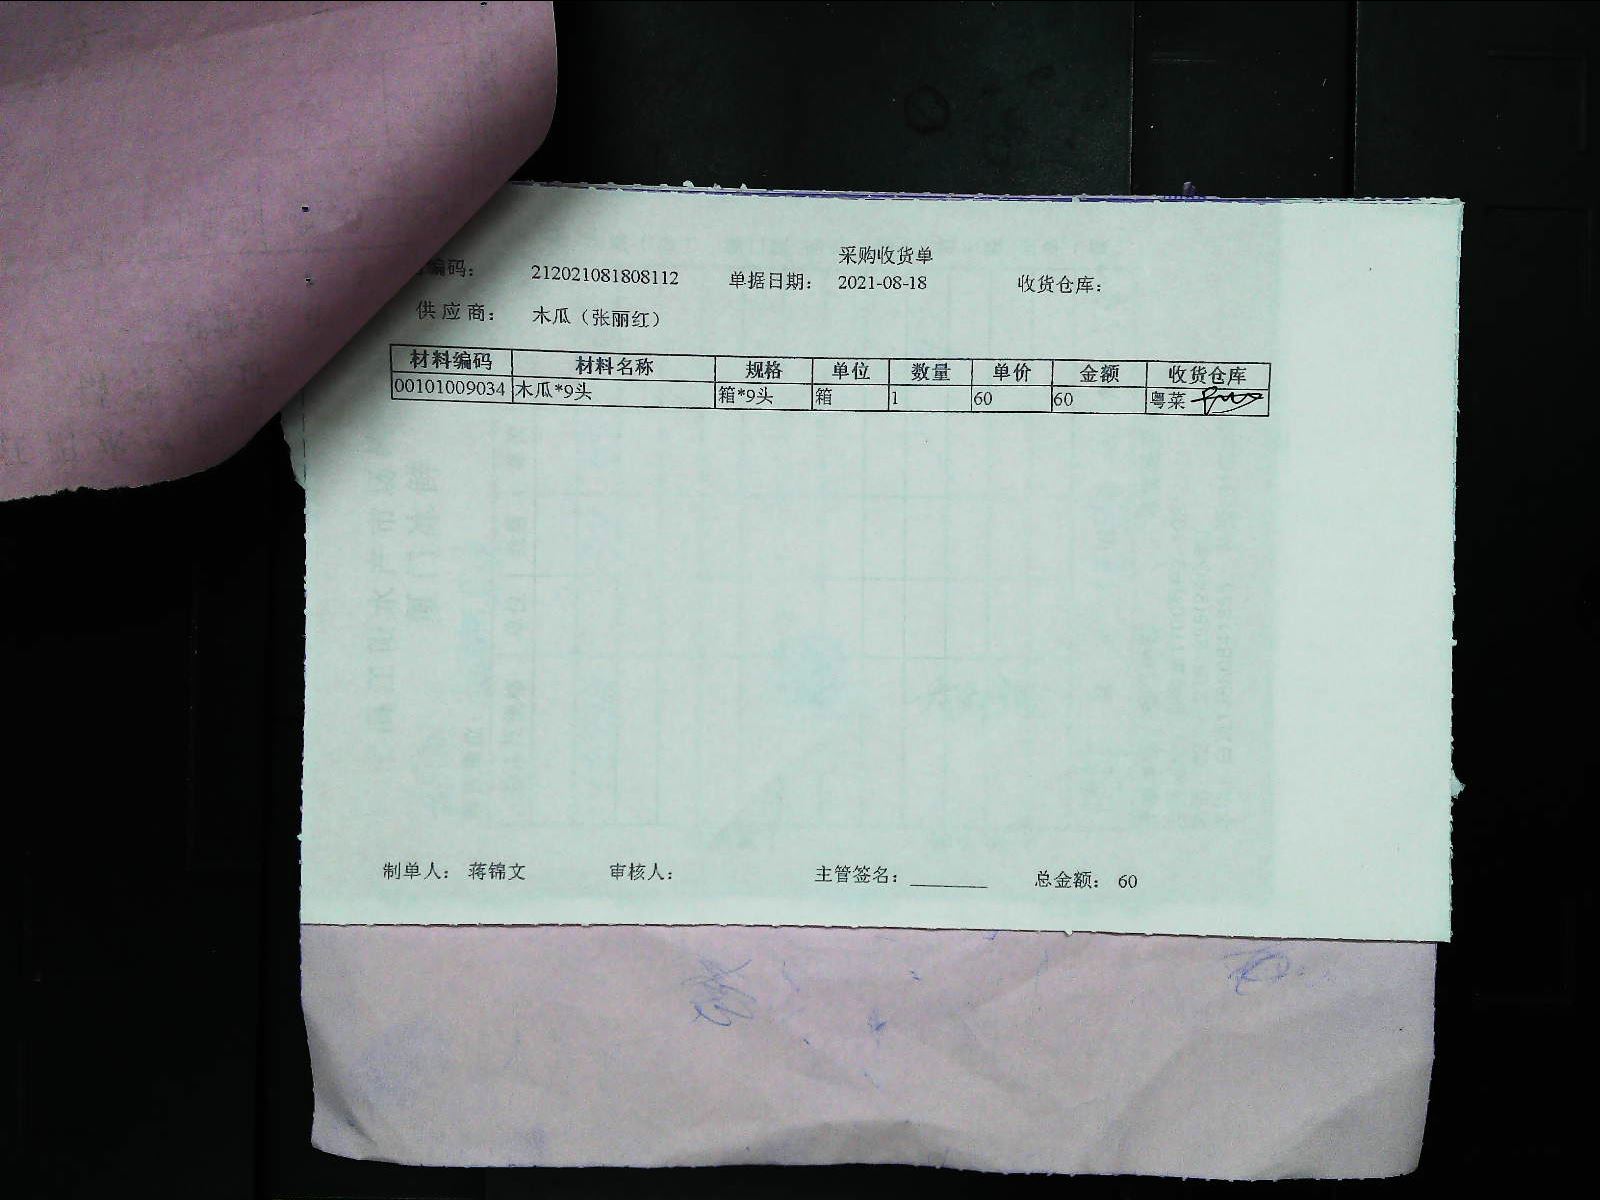 采购收货单
编码： 212021081808112 单据日期： 2021-08-18 收货仓库：
供应商： 木瓜（张丽红）
材料编码 材料名称 规格 单位 数量 单价 金额 收货仓库
00101009034 木瓜*9头 箱*9头 箱 1 60 60 粤菜
制单人： 蒋锦文 审核人： 主管签名：________ 总金额： 60